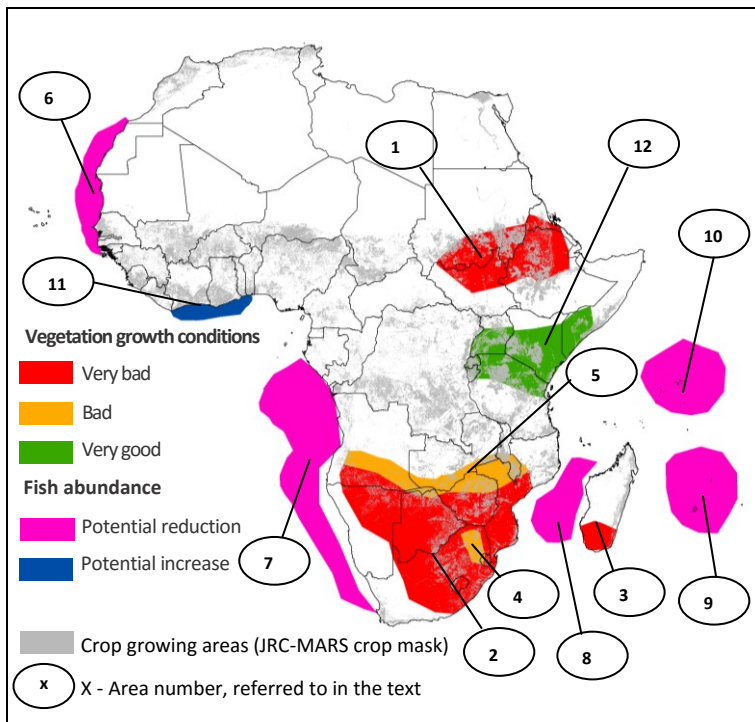 6
1
12
10
11
Vegetation growth conditions
Very bad
Bad
Very good
5
Fish abundance
Potential reduction
Potential increase
7
4
3
9
2
8
Crop growing areas (JRC-MARS crop mask)
x
X - Area number, referred to in the text